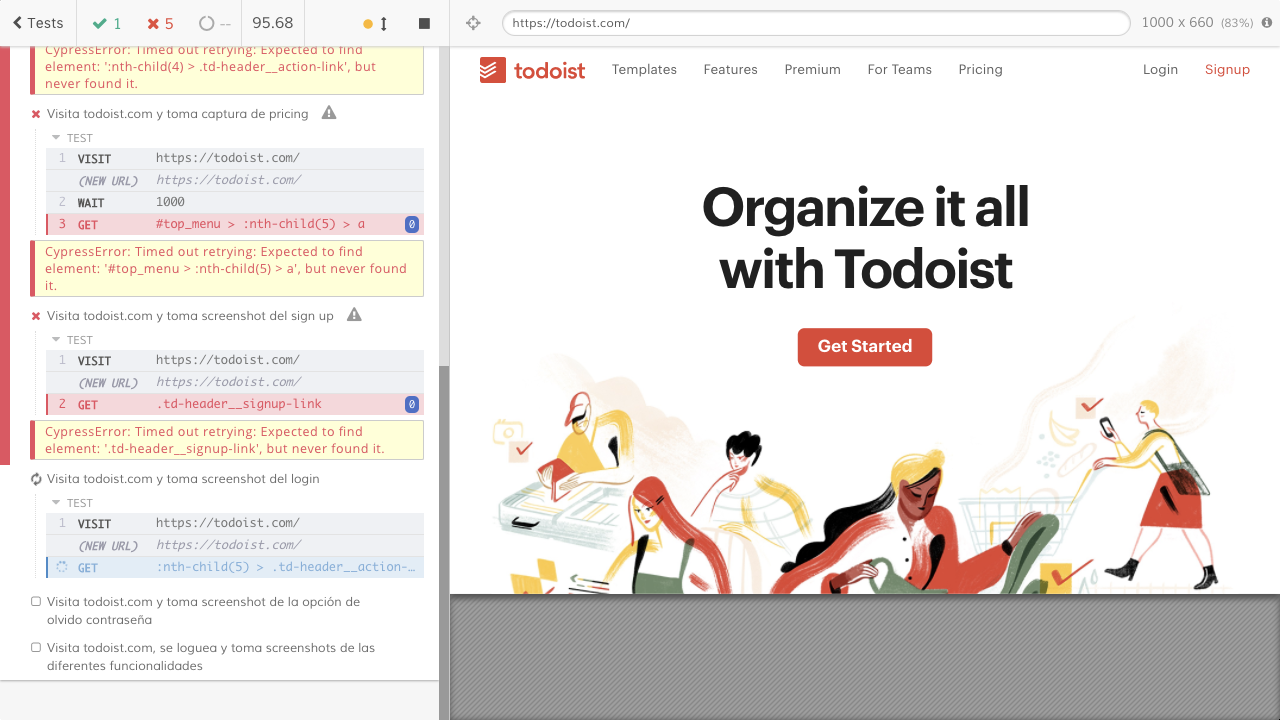 Tests
1
5
--
95.68
CypressError: Timed out retrying: Expected to find
element: ':nth-child(4) > .td-header__action-link', but
never found it.
Visita todoist.com y toma captura de pricing
TEST
1 VISIT https://todoist.com/
(NEW URL) https://todoist.com/
2 WAIT 1000
3 GET #top_menu > :nth-child(5) > a 0
CypressError: Timed out retrying: Expected to find
element: '#top_menu > :nth-child(5) > a', but never found
it.
Visita todoist.com y toma screenshot del sign up
TEST
1 VISIT https://todoist.com/
(NEW URL) https://todoist.com/
2 GET .td-header__signup-link 0
CypressError: Timed out retrying: Expected to find
element: '.td-header__signup-link', but never found it.
Visita todoist.com y toma screenshot del login
TEST
1 VISIT https://todoist.com/
(NEW URL) https://todoist.com/
GET :nth-child(5) > .td-header__action-…
Visita todoist.com y toma screenshot de la opción de
olvido contraseña
Visita todoist.com, se loguea y toma screenshots de las
diferentes funcionalidades
https://todoist.com/
1000 x 660 (83%)
todoist
Templates
Features
Premium
For Teams
Pricing
Login
Signup
Organize it all
with Todoist
Get Started